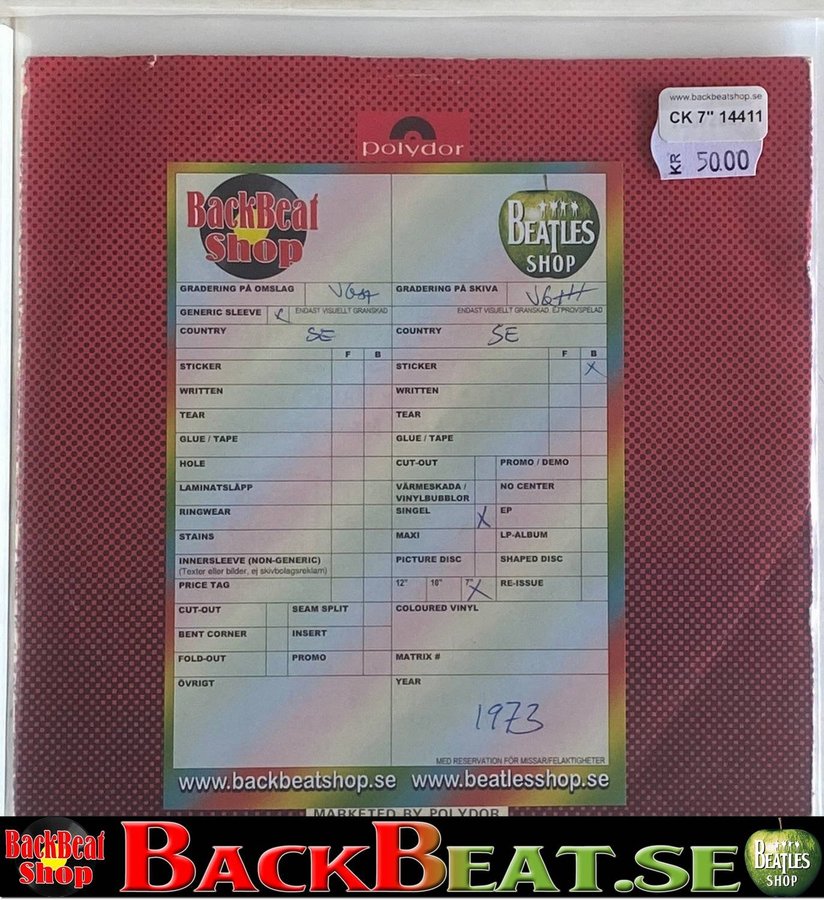 www.backbeatshop.se
CK 7" 14411
KR 50.00
polydor
BackBeat
Shop
BEATLES
SHOP
GRADERING PÅ OMSLAG
GRADERING PÅ SKIVA
GENERIC SLEEVE X ENDAST VISUELLT GRANSKAD
ENDAST VISUELLT GRANSKAD. EJ PROVSPELAD
COUNTRY SE
COUNTRY SE
F B
F B
STICKER
STICKER X
WRITTEN
WRITTEN
TEAR
TEAR
GLUE / TAPE
GLUE / TAPE
HOLE
CUT-OUT
PROMO / DEMO
LAMINATSLÄPP
VÄRMESKADA /
VINYLBUBBLOR
NO CENTER
RINGWEAR
SINGEL X
EP
STAINS
MAXI
LP-ALBUM
INNERSLEEVE (NON-GENERIC)
(Texter eller bilder, ej skivbolagsreklam)
PICTURE DISC
SHAPED DISC
PRICE TAG
12" 10" 7" X
RE-ISSUE
CUT-OUT
SEAM SPLIT
COLOURED VINYL
BENT CORNER
INSERT
FOLD-OUT
PROMO
MATRIX #
ÖVRIGT
YEAR
1973
MED RESERVATION FÖR MISSAR/FELAKTIGHETER
www.backbeatshop.se www.beatlesshop.se
MARKETED BY POLYDOR
BackBeat
Shop
BACKBEAT.SE
BEATLES
SHOP